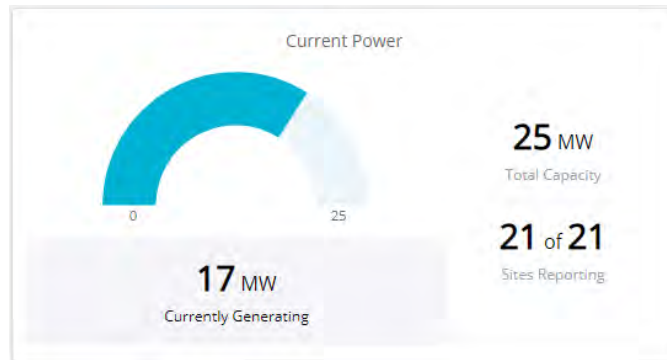 Current Power
0
25
17 MW
Currently Generating
25 MW
Total Capacity
21 of 21
Sites Reporting